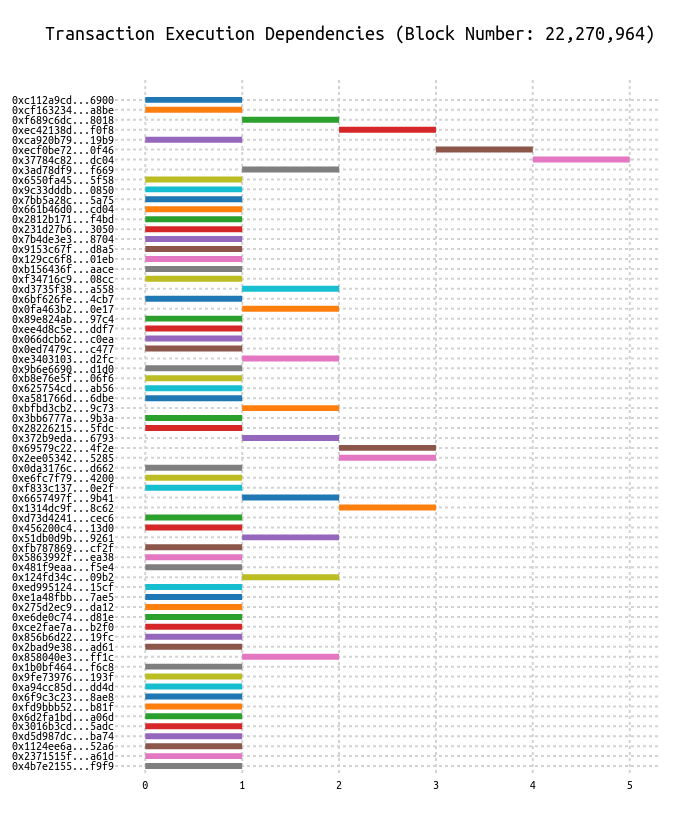 Transaction Execution Dependencies (Block Number: 22,270,964)
0xc112a9cd...6900
0xcf163234...a8be
0xf689c6dc...8018
0xec42138d...f0f8
0xca920b79...19b9
0xecf0be72...0f46
0x37784c82...dc04
0x3ad78df9...f669
0x6550fa45...5f58
0x9c33dddb...0850
0x7bb5a28c...5a75
0x661b46d0...cd04
0x2812b171...f4bd
0x231d27b6...3050
0x7b4de3e3...8704
0x9153c67f...d8a5
0x129cc6f8...01eb
0xb156436f...aace
0xf34716c9...08cc
0xd3735f38...a558
0x6bf626fe...4cb7
0x0fa463b2...0e17
0x89e824ab...97c4
0xee4d8c5e...ddf7
0x066dcb62...c0ea
0x0ed7479c...c477
0xe3403103...d2fc
0x9b6e6690...d1d0
0xb8e76e5f...06f6
0x625754cd...ab56
0xa581766d...6dbe
0xbfbd3cb2...9c73
0x3bb6777a...9b3a
0x28226215...5fdc
0x372b9eda...6793
0x69579c22...4f2e
0x2ee05342...5285
0x0da3176c...d662
0xe6fc7f79...4200
0xf833c137...0e2f
0x6657497f...9b41
0x1314dc9f...8c62
0xd73d4241...cec6
0x456200c4...13d0
0x51db0d9b...9261
0xfb787869...cf2f
0x5863992f...ea38
0x481f9eaa...f5e4
0x124fd34c...09b2
0xed995124...15cf
0xe1a48fbb...7ae5
0x275d2ec9...da12
0xe6de0c74...d81e
0xce2fae7a...b2f0
0x856b6d22...19fc
0x2bad9e38...ad61
0x858040e3...ff1c
0x1b0bf464...f6c8
0x9fe73976...193f
0xa94cc85d...dd4d
0x6f9c3c23...8ae8
0xfd9bbb52...b81f
0x6d2fa1bd...a06d
0x3016b3cd...5adc
0xd5d987dc...ba74
0x1124ee6a...52a6
0x2371515f...a61d
0x4b7e2155...f9f9
0 1 2 3 4 5